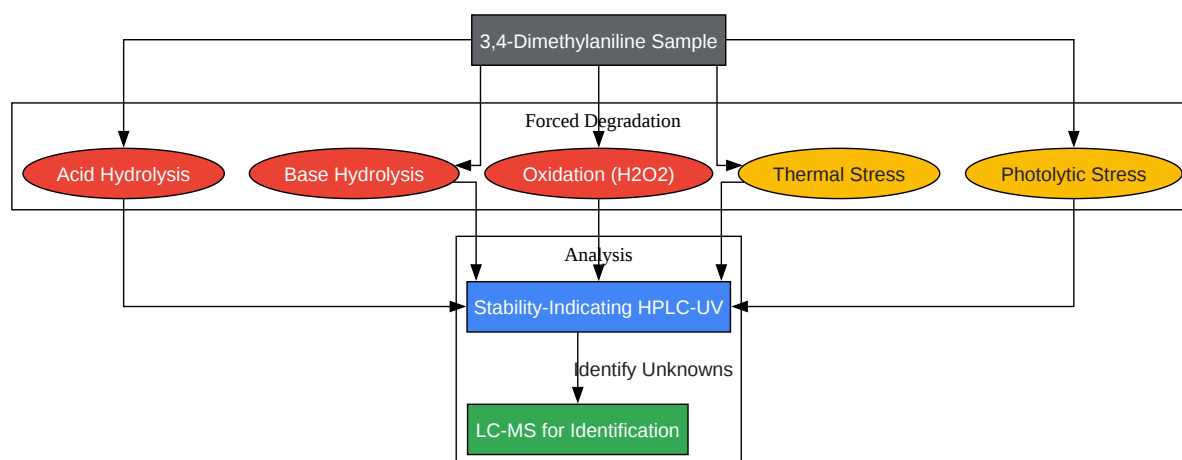 3,4-Dimethylaniline Sample
Forced Degradation
Acid Hydrolysis
Base Hydrolysis
Oxidation (H2O2)
Thermal Stress
Photolytic Stress
Analysis
Stability-Indicating HPLC-UV
Identify Unknowns
LC-MS for Identification